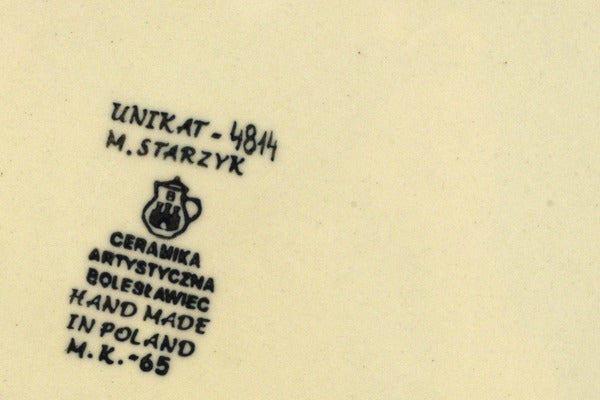 UNIKAT - 4814
M. STARZYK
B
CERAMIKA
ARTYSTYCZNA
BOLESŁAWIEC
HAND MADE
IN POLAND
M. K. - 65